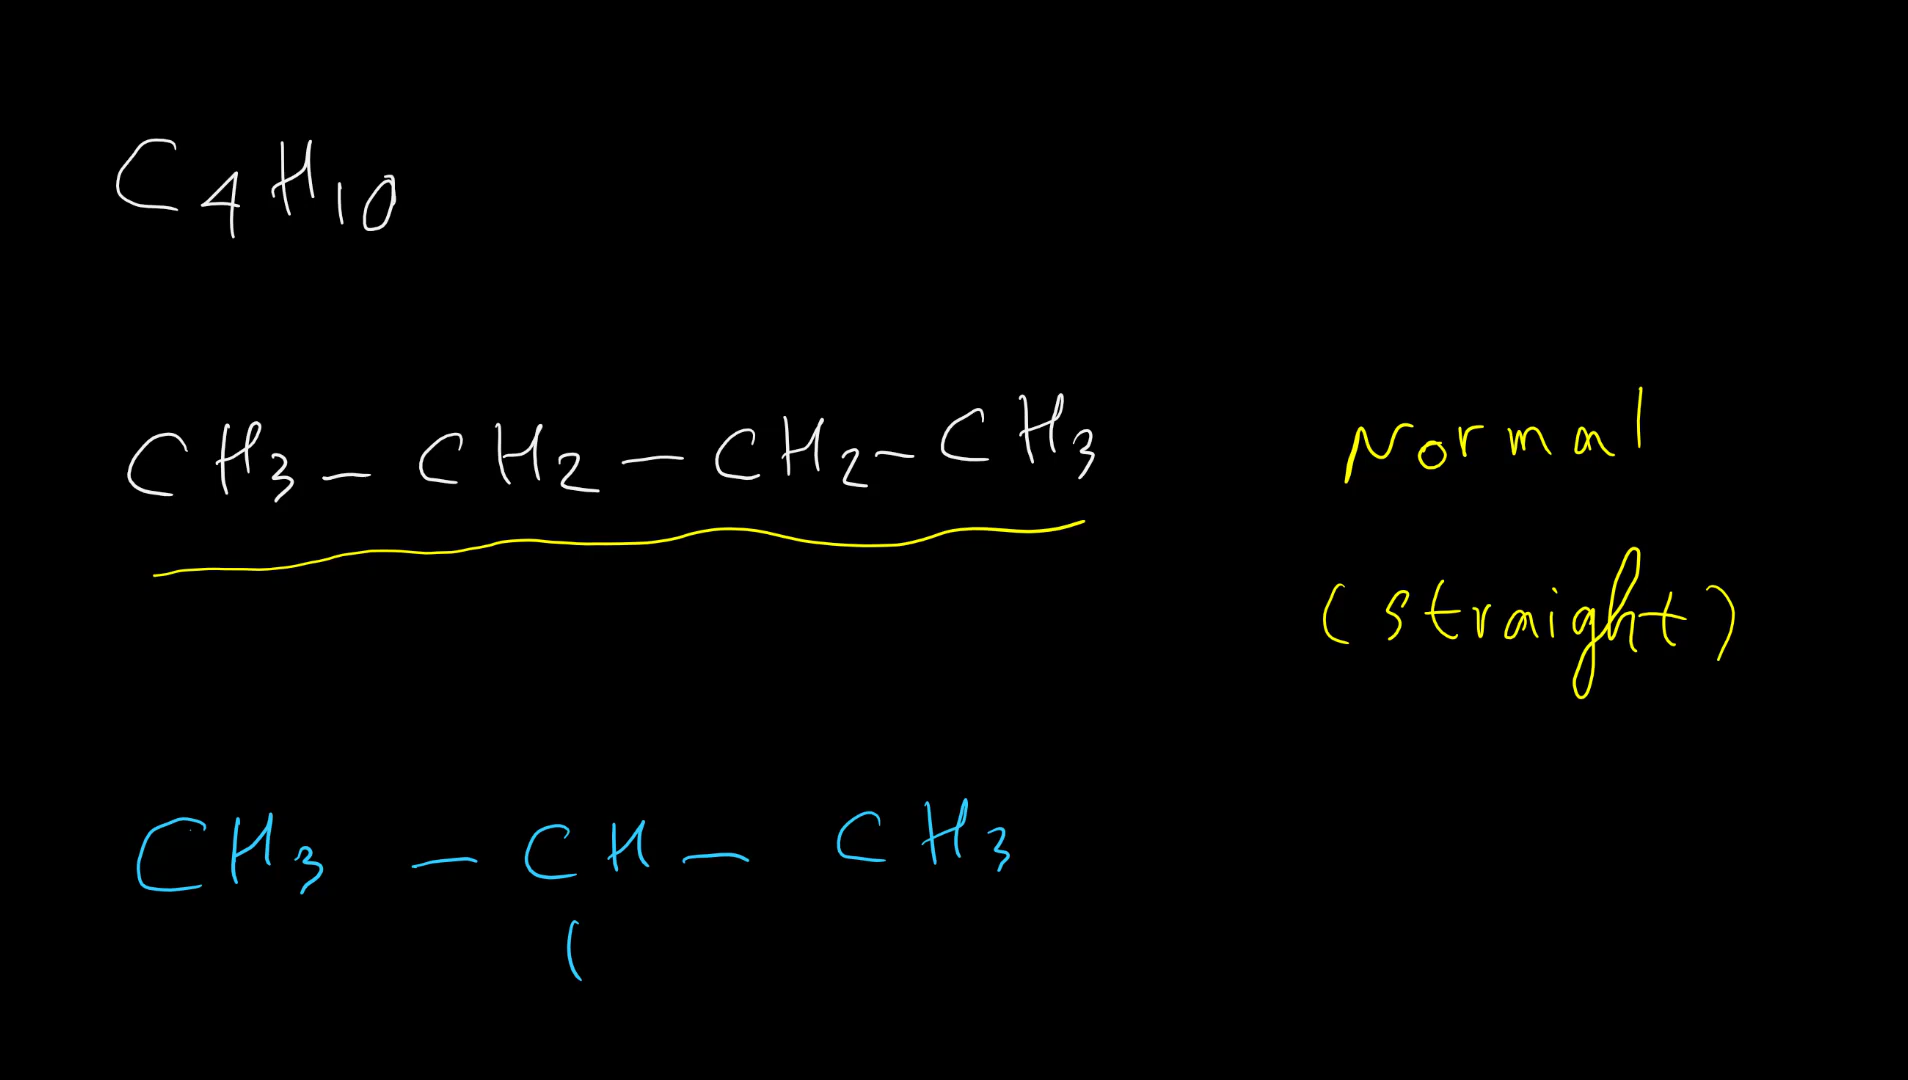 C4H10
CH3 - CH2 - CH2 - CH3
Normal
(straight)
CH3 - CH - CH3